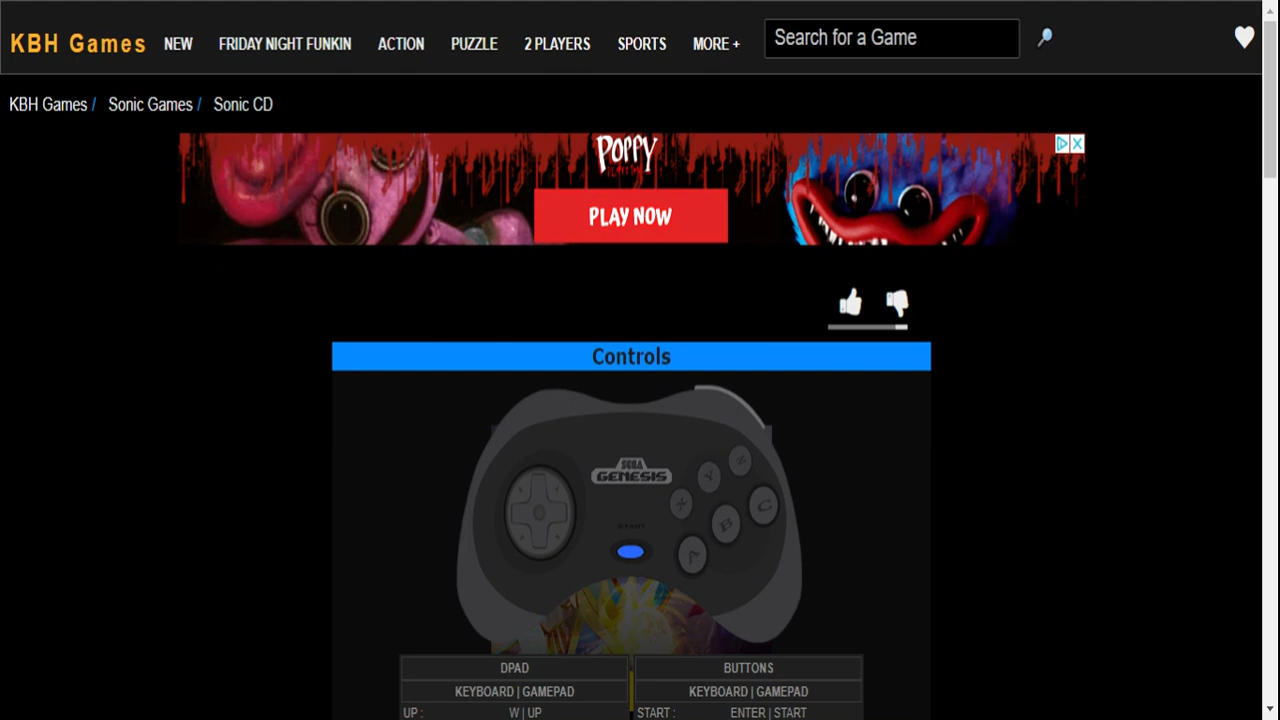 KBH Games NEW FRIDAY NIGHT FUNKIN ACTION PUZZLE 2 PLAYERS SPORTS MORE + Search for a Game
KBH Games / Sonic Games / Sonic CD
POPPY
PLAY NOW
Controls
SEGA
GENESIS
START
X Y Z
A B C
DPAD BUTTONS
KEYBOARD | GAMEPAD KEYBOARD | GAMEPAD
UP : W | UP START : ENTER | START